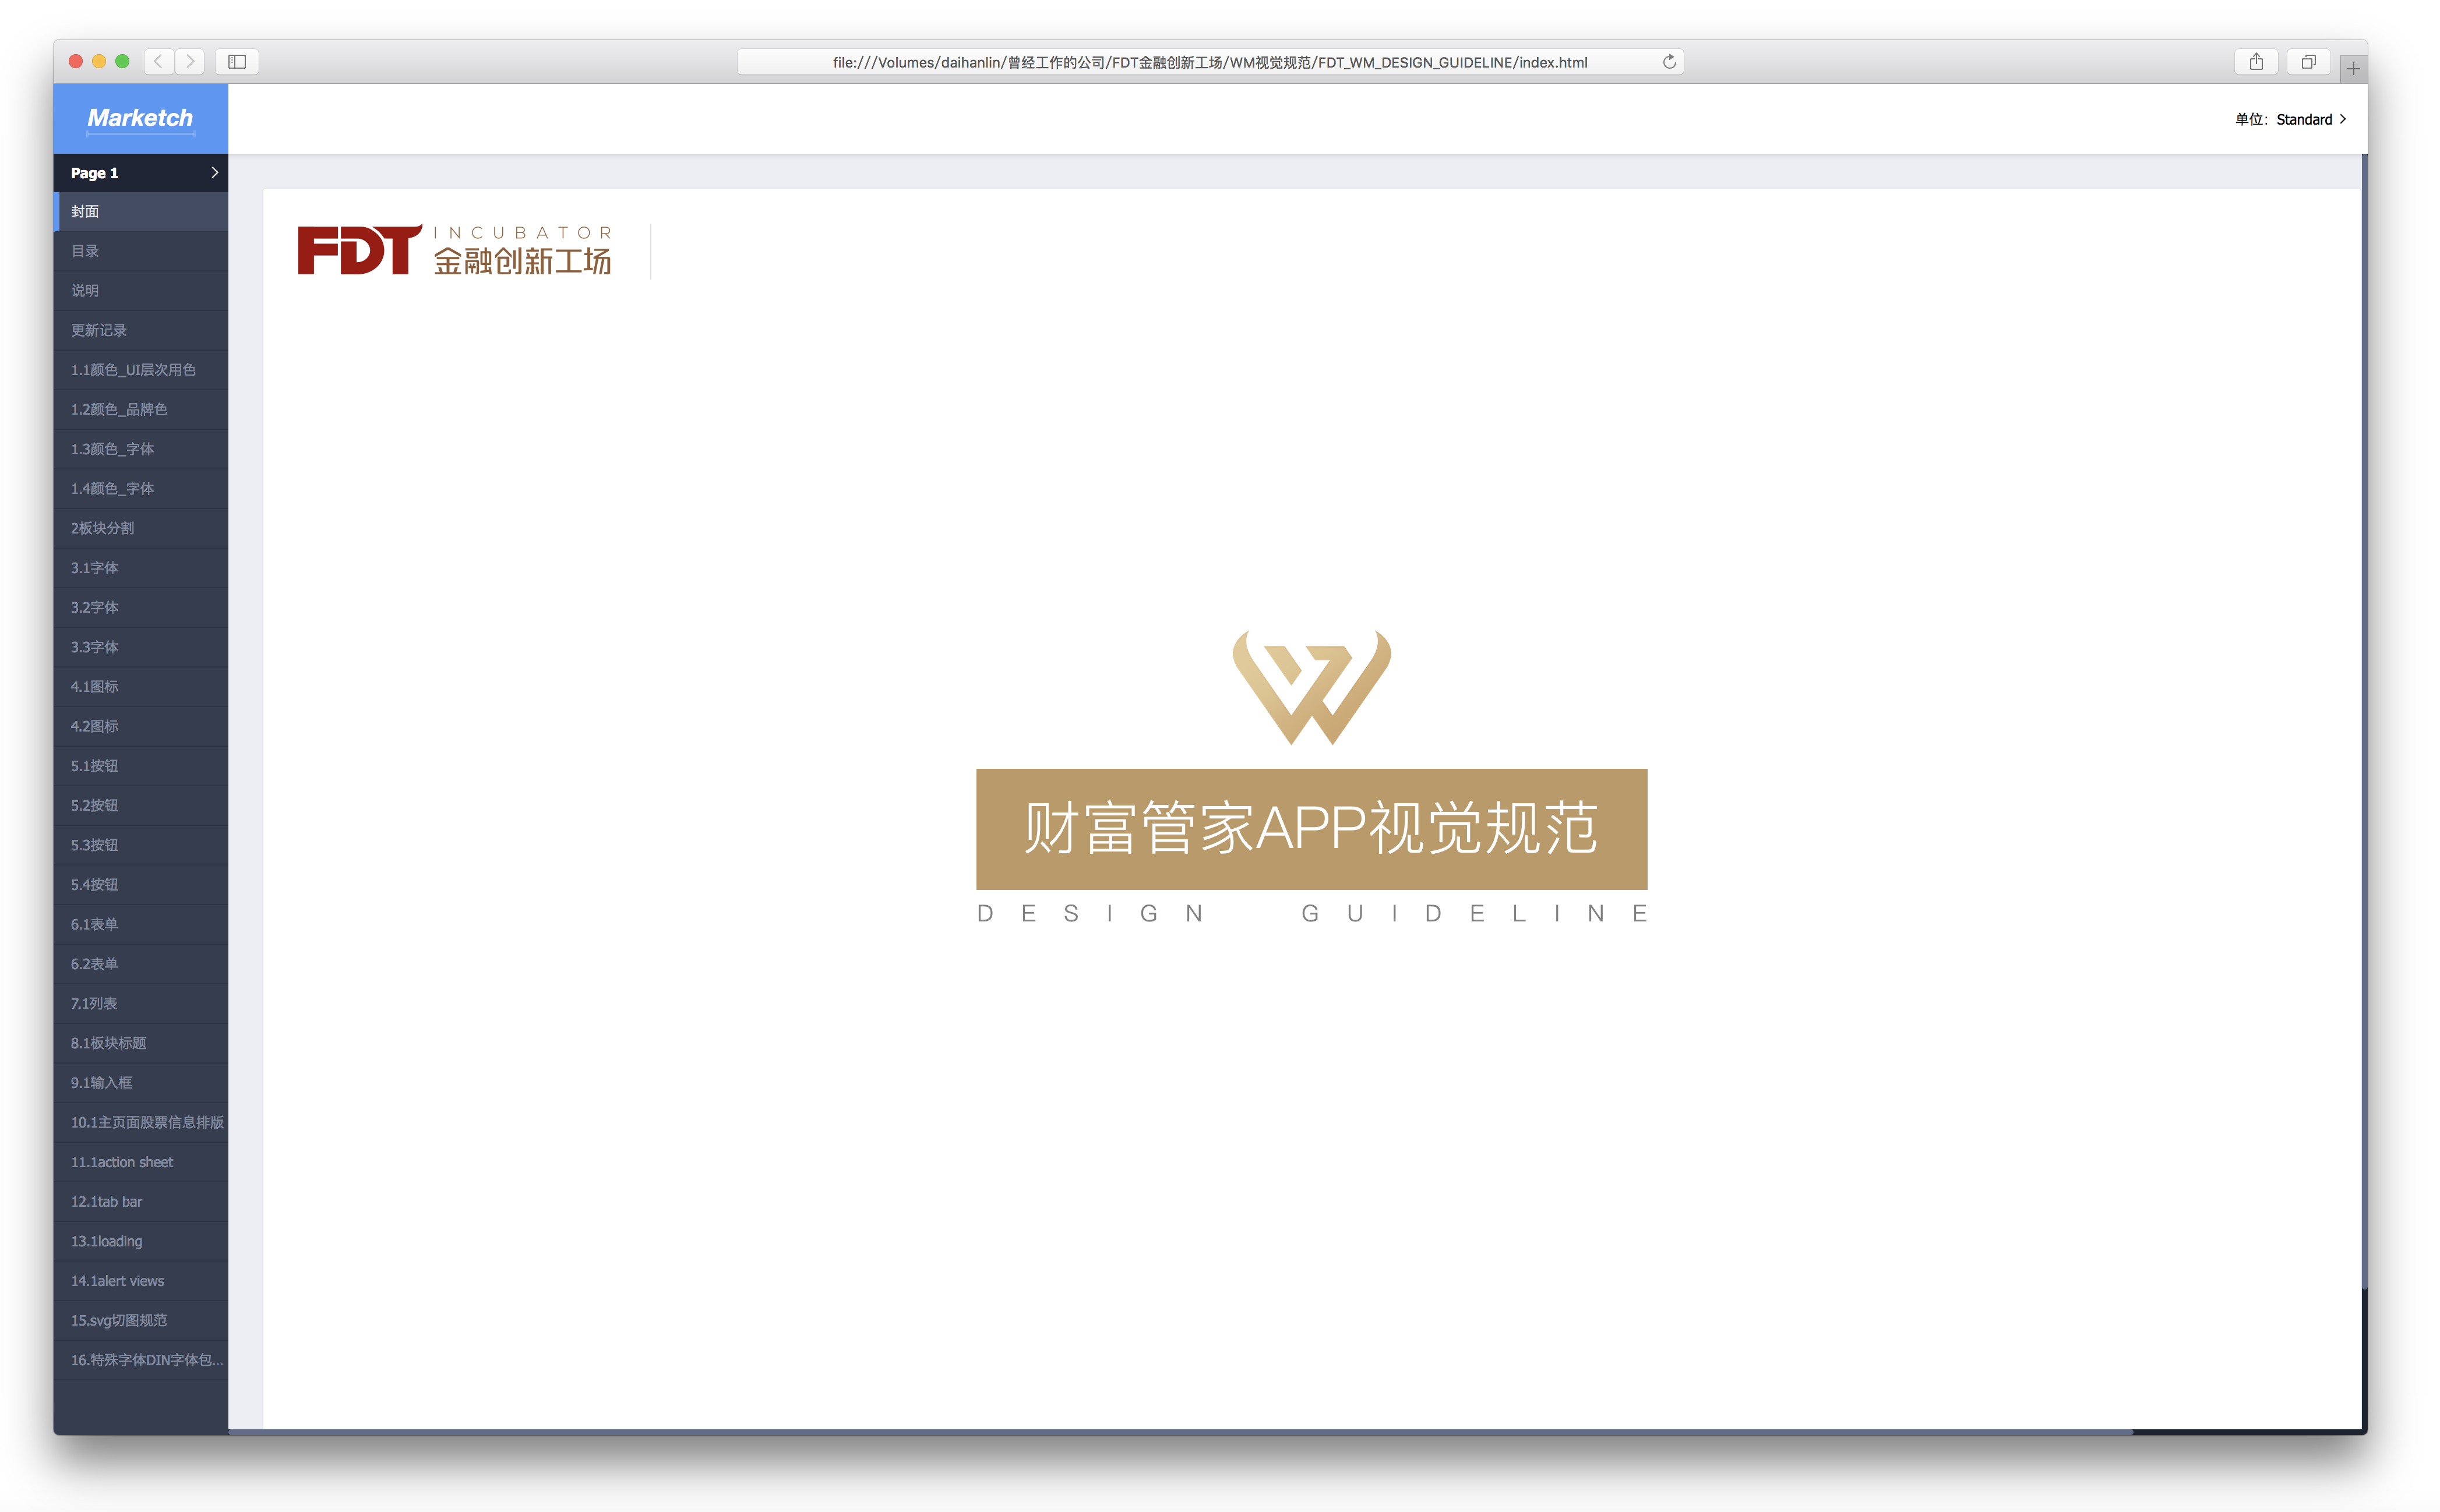 file:///Volumes/daihanlin/曾经工作的公司/FDT金融创新工场/WM视觉规范/FDT_WM_DESIGN_GUIDELINE/index.html
Marketch
单位：Standard
Page 1
封面
目录
说明
更新记录
1.1颜色_UI层次用色
1.2颜色_品牌色
1.3颜色_字体
1.4颜色_字体
2板块分割
3.1字体
3.2字体
3.3字体
4.1图标
4.2图标
5.1按钮
5.2按钮
5.3按钮
5.4按钮
6.1表单
6.2表单
7.1列表
8.1板块标题
9.1输入框
10.1主页面股票信息排版
11.1action sheet
12.1tab bar
13.1loading
14.1alert views
15.svg切图规范
16.特殊字体DIN字体包...
FDT INCUBATOR
金融创新工场
财富管家APP视觉规范
DESIGN GUIDELINE